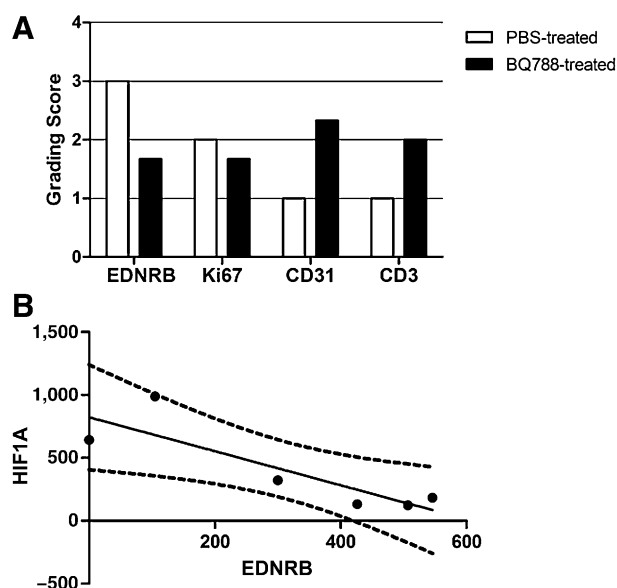 A
4
3
2
1
0
Grading Score
EDNRB Ki67 CD31 CD3
PBS-treated
BQ788-treated
B
1,500
1,000
500
0
−500
HIF1A
200 400 600
EDNRB